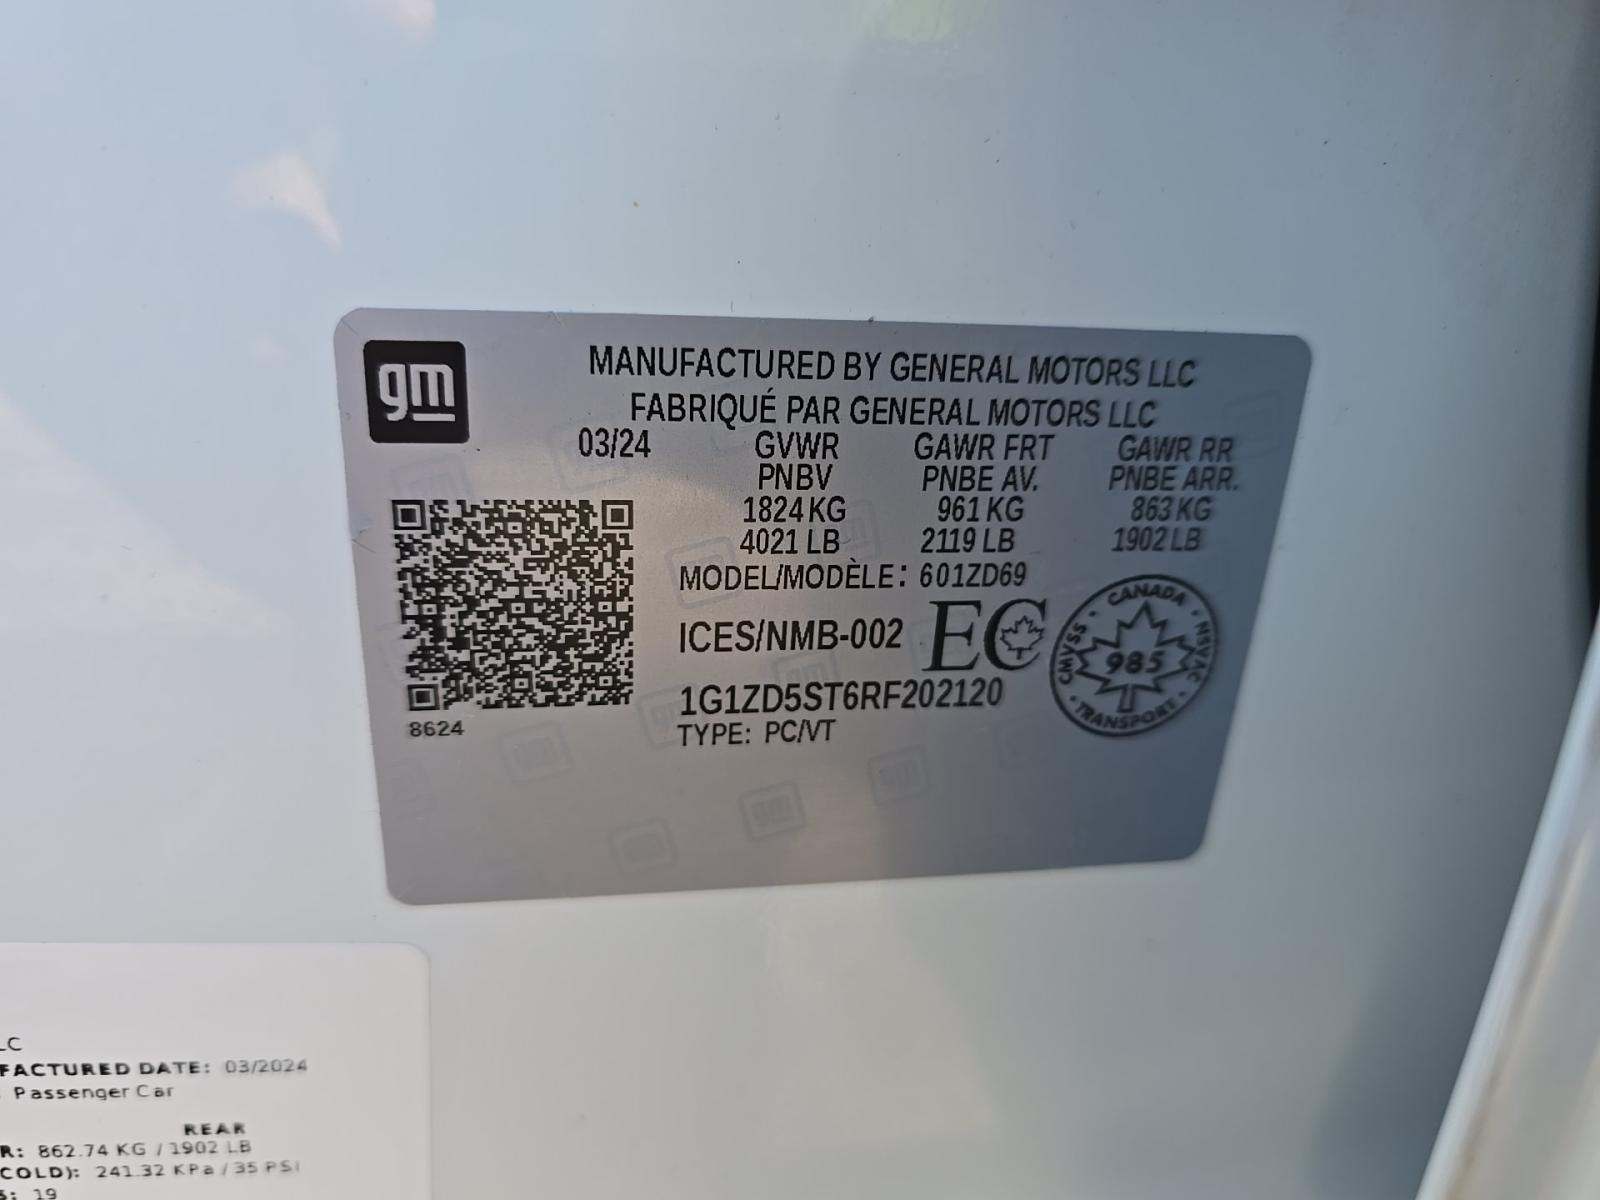 gm
MANUFACTURED BY GENERAL MOTORS LLC
FABRIQUÉ PAR GENERAL MOTORS LLC
03/24 GVWR GAWR FRT GAWR RR
PNBV PNBE AV. PNBE ARR.
1824 KG 961 KG 863 KG
4021 LB 2119 LB 1902 LB
MODEL/MODÈLE: 601ZD69
ICES/NMB-002 EC
CANADA
CMVSS 985 NSVAC
TRANSPORT
1G1ZD5ST6RF202120
TYPE: PC/VT
8624
LC
FACTURED DATE: 03/2024
: Passenger Car
REAR
R: 862.74 KG / 1902 LB
(COLD): 241.32 KPa / 35 PSI
S: 19